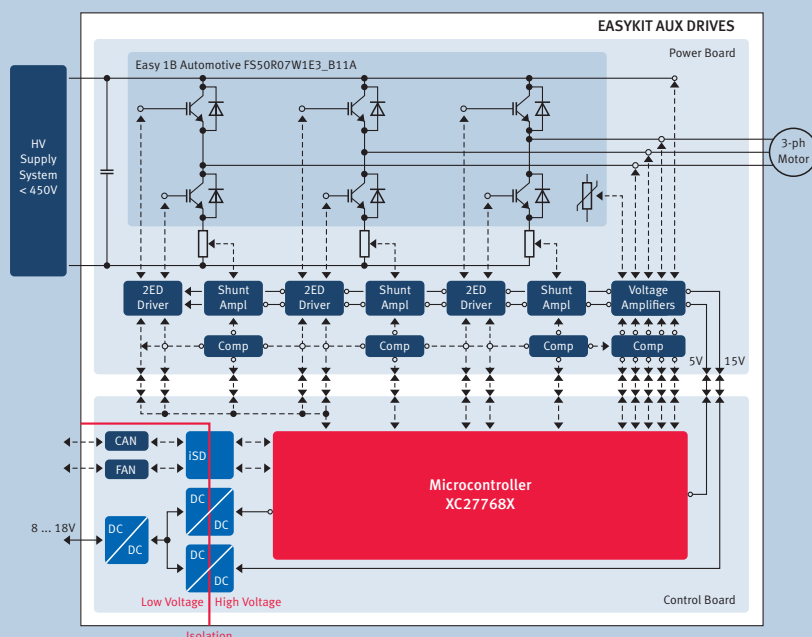 EASYKIT AUX DRIVES
Power Board
Easy 1B Automotive FS50R07W1E3_B11A
HV
Supply
System
< 450V
3-ph
Motor
2ED
Driver
Shunt
Ampl
2ED
Driver
Shunt
Ampl
2ED
Driver
Shunt
Ampl
Voltage
Amplifiers
Comp
Comp
Comp
Comp
5V
15V
CAN
FAN
iSD
Microcontroller
XC27768X
DC
DC
DC
DC
8 ... 18V
DC
DC
Low Voltage
High Voltage
Control Board
Isolation